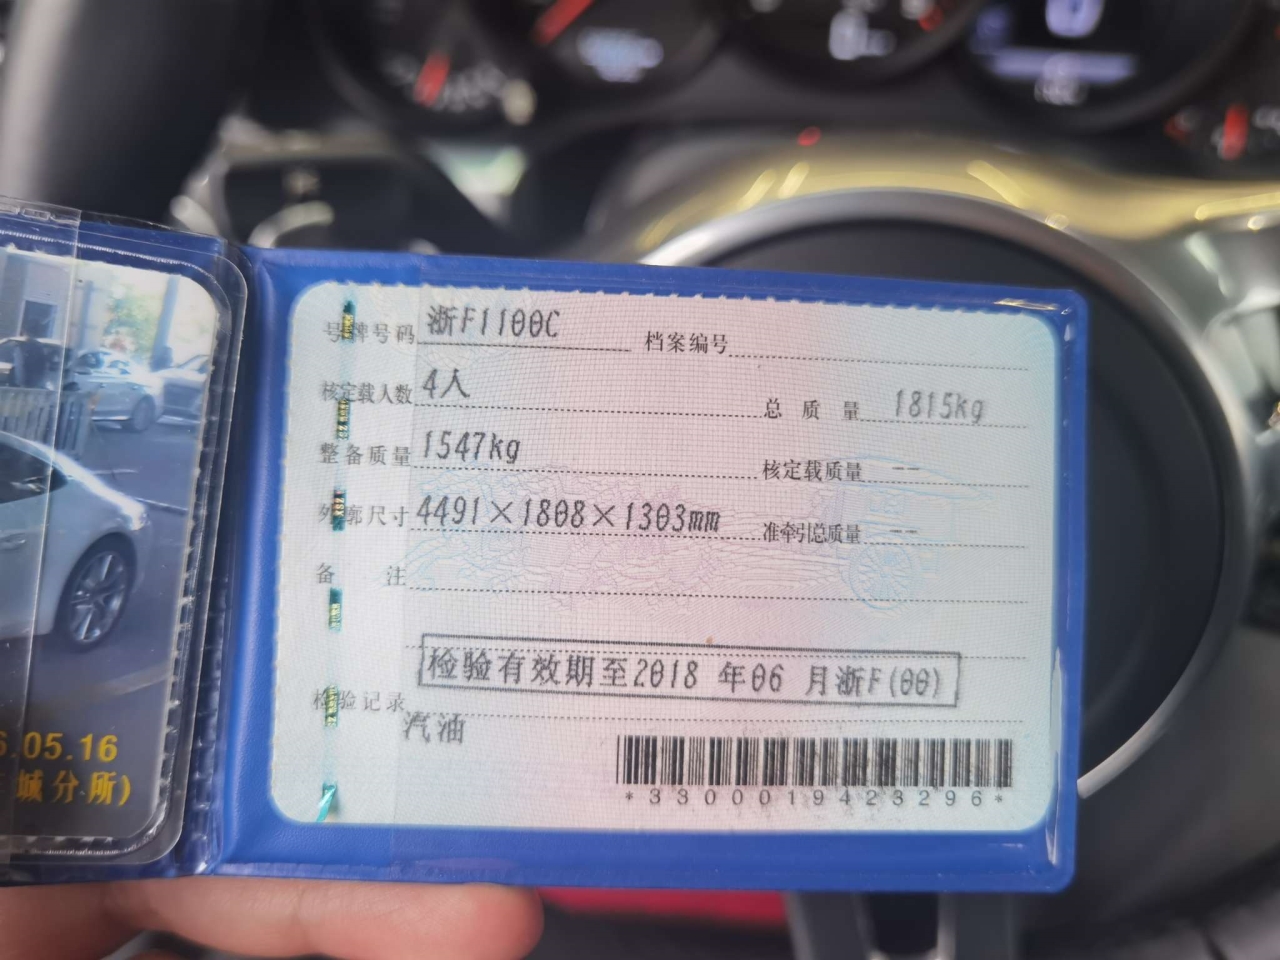 号牌号码 浙F1100C 档案编号
核定载人数 4人 总质量 1815kg
整备质量 1547kg 核定载质量 --
外廓尺寸 4491×1808×1303mm 准牵引总质量 --
备注
检验有效期至2018 年06 月浙F(00)
检验记录
汽油
*3300019423296*
.05.16
城分所)